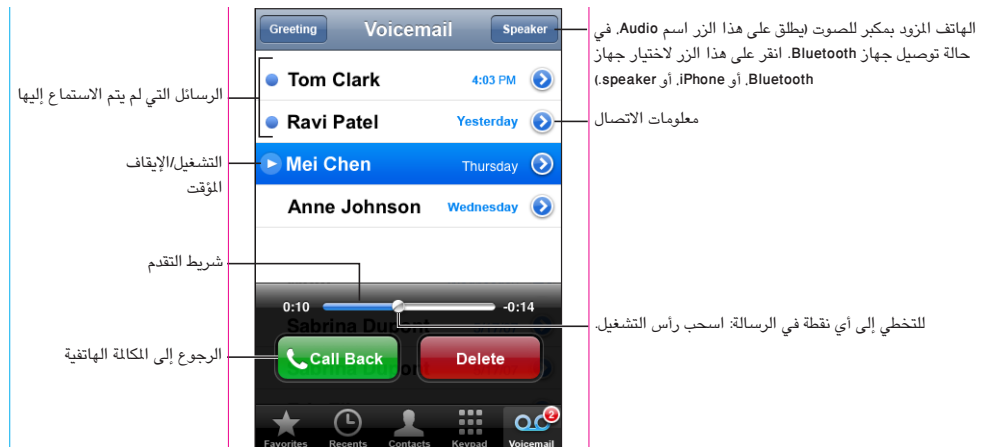 Greeting
Voicemail
Speaker
Tom Clark
4:03 PM
Ravi Patel
Yesterday
Mei Chen
Thursday
Anne Johnson
Wednesday
0:10
-0:14
Sabrina Dupont
Call Back
Delete
Favorites
Recents
Contacts
Keypad
Voicemail
2
الهاتف المزود بمكبر للصوت (يطلق على هذا الزر اسم Audio، في
حالة توصيل جهاز Bluetooth. انقر على هذا الزر لاختيار جهاز
Bluetooth، أو iPhone، أو speaker.)
معلومات الاتصال
للتخطي إلى أي نقطة في الرسالة: اسحب رأس التشغيل.
الرسائل التي لم يتم الاستماع إليها
التشغيل/الإيقاف
المؤقت
شريط التقدم
الرجوع إلى المكالمة الهاتفية